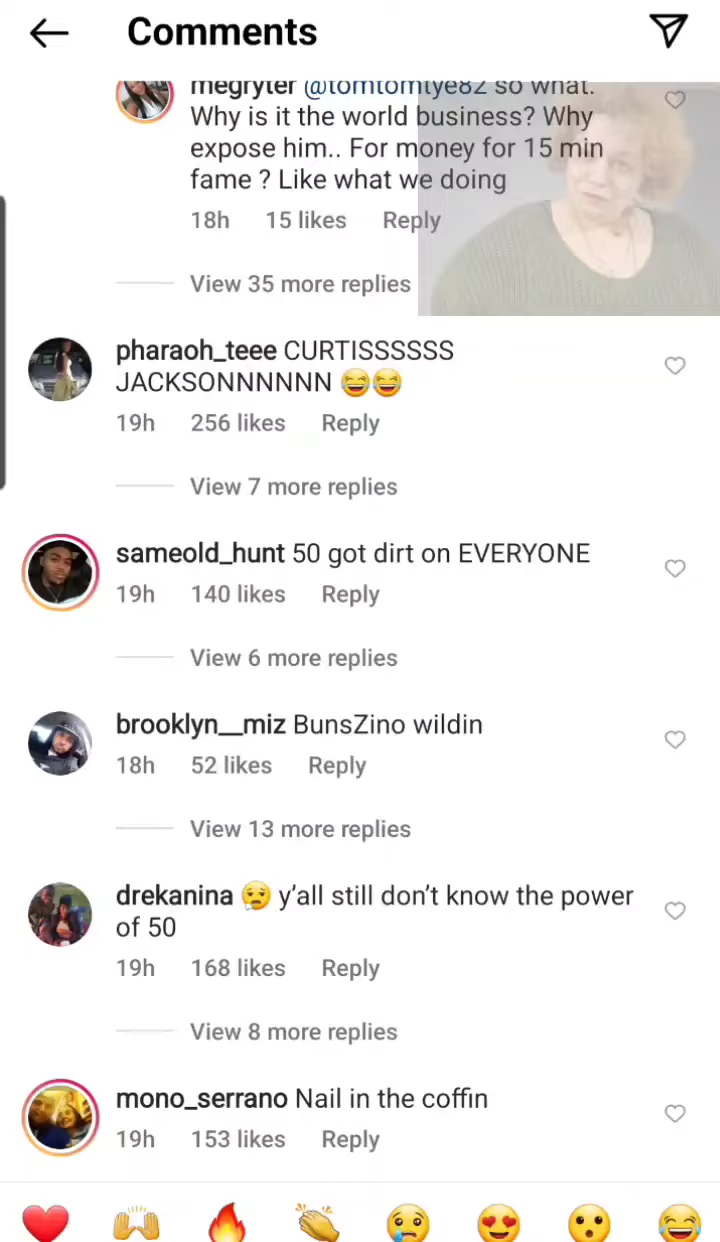 Comments
megryter @tomtomtye82 so what.
Why is it the world business? Why
expose him.. For money for 15 min
fame ? Like what we doing
18h 15 likes Reply
View 35 more replies
pharaoh_teee CURTISSSSSS
JACKSONNNNNN 😂😂
19h 256 likes Reply
View 7 more replies
sameold_hunt 50 got dirt on EVERYONE
19h 140 likes Reply
View 6 more replies
brooklyn__miz BunsZino wildin
18h 52 likes Reply
View 13 more replies
drekanina 😮‍💨 y’all still don’t know the power
of 50
19h 168 likes Reply
View 8 more replies
mono_serrano Nail in the coffin
19h 153 likes Reply